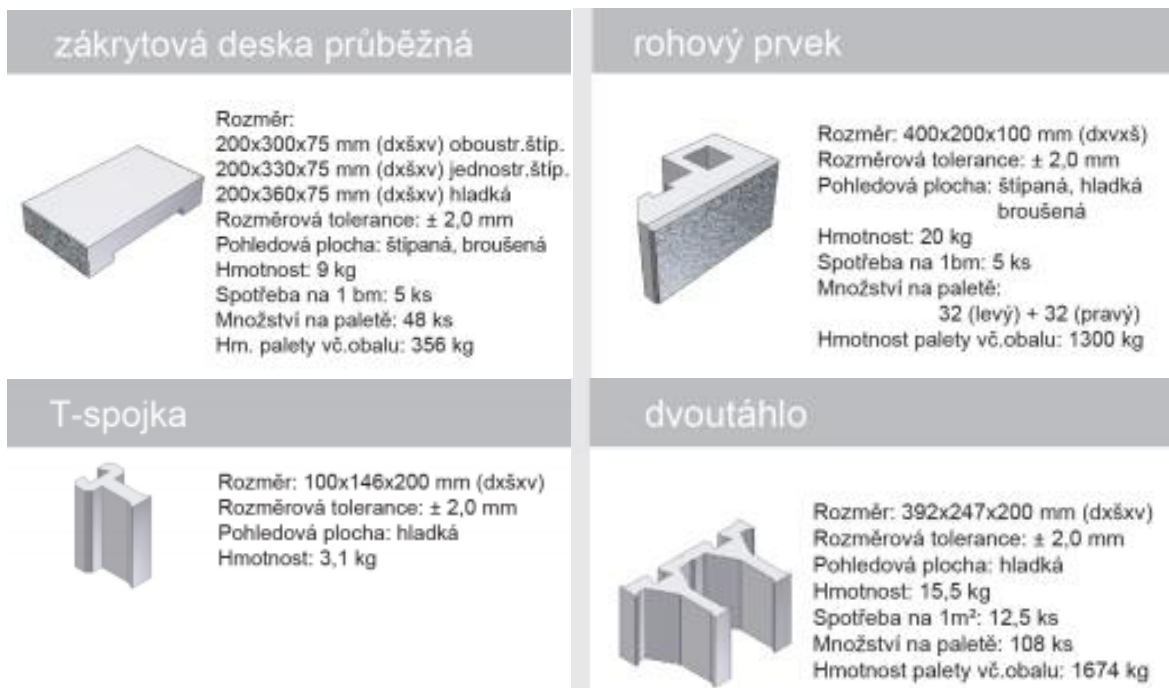 zákrytová deska průběžná
Rozměr:
200x300x75 mm (dxšxv) oboustr.štíp.
200x330x75 mm (dxšxv) jednostr.štíp.
200x360x75 mm (dxšxv) hladká
Rozměrová tolerance: ± 2,0 mm
Pohledová plocha: štípaná, broušená
Hmotnost: 9 kg
Spotřeba na 1 bm: 5 ks
Množství na paletě: 48 ks
Hm. palety vč.obalu: 356 kg
rohový prvek
Rozměr: 400x200x100 mm (dxvxš)
Rozměrová tolerance: ± 2,0 mm
Pohledová plocha: štípaná, hladká
broušená
Hmotnost: 20 kg
Spotřeba na 1bm: 5 ks
Množství na paletě:
32 (levý) + 32 (pravý)
Hmotnost palety vč.obalu: 1300 kg
T-spojka
Rozměr: 100x146x200 mm (dxšxv)
Rozměrová tolerance: ± 2,0 mm
Pohledová plocha: hladká
Hmotnost: 3,1 kg
dvoutáhlo
Rozměr: 392x247x200 mm (dxšxv)
Rozměrová tolerance: ± 2,0 mm
Pohledová plocha: hladká
Hmotnost: 15,5 kg
Spotřeba na 1m²: 12,5 ks
Množství na paletě: 108 ks
Hmotnost palety vč.obalu: 1674 kg